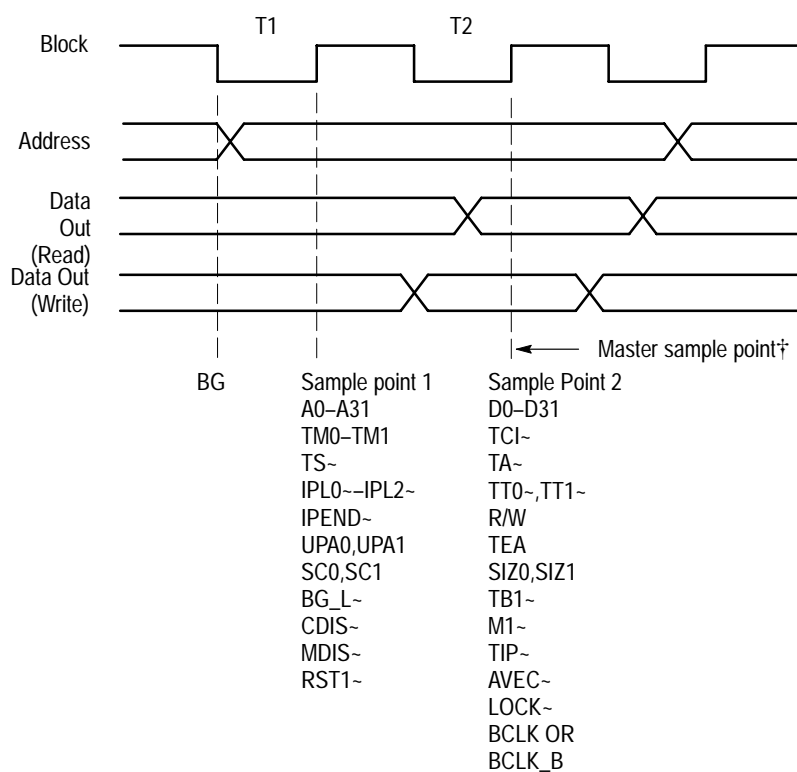 T1
T2
Block
Address
Data
Out
(Read)
Data Out
(Write)
Master sample point†
BG
Sample point 1
A0–A31
TM0–TM1
TS~
IPL0~–IPL2~
IPEND~
UPA0,UPA1
SC0,SC1
BG_L~
CDIS~
MDIS~
RST1~
Sample Point 2
D0–D31
TCI~
TA~
TT0~,TT1~
R/W
TEA
SIZ0,SIZ1
TB1~
M1~
TIP~
AVEC~
LOCK~
BCLK OR
BCLK_B